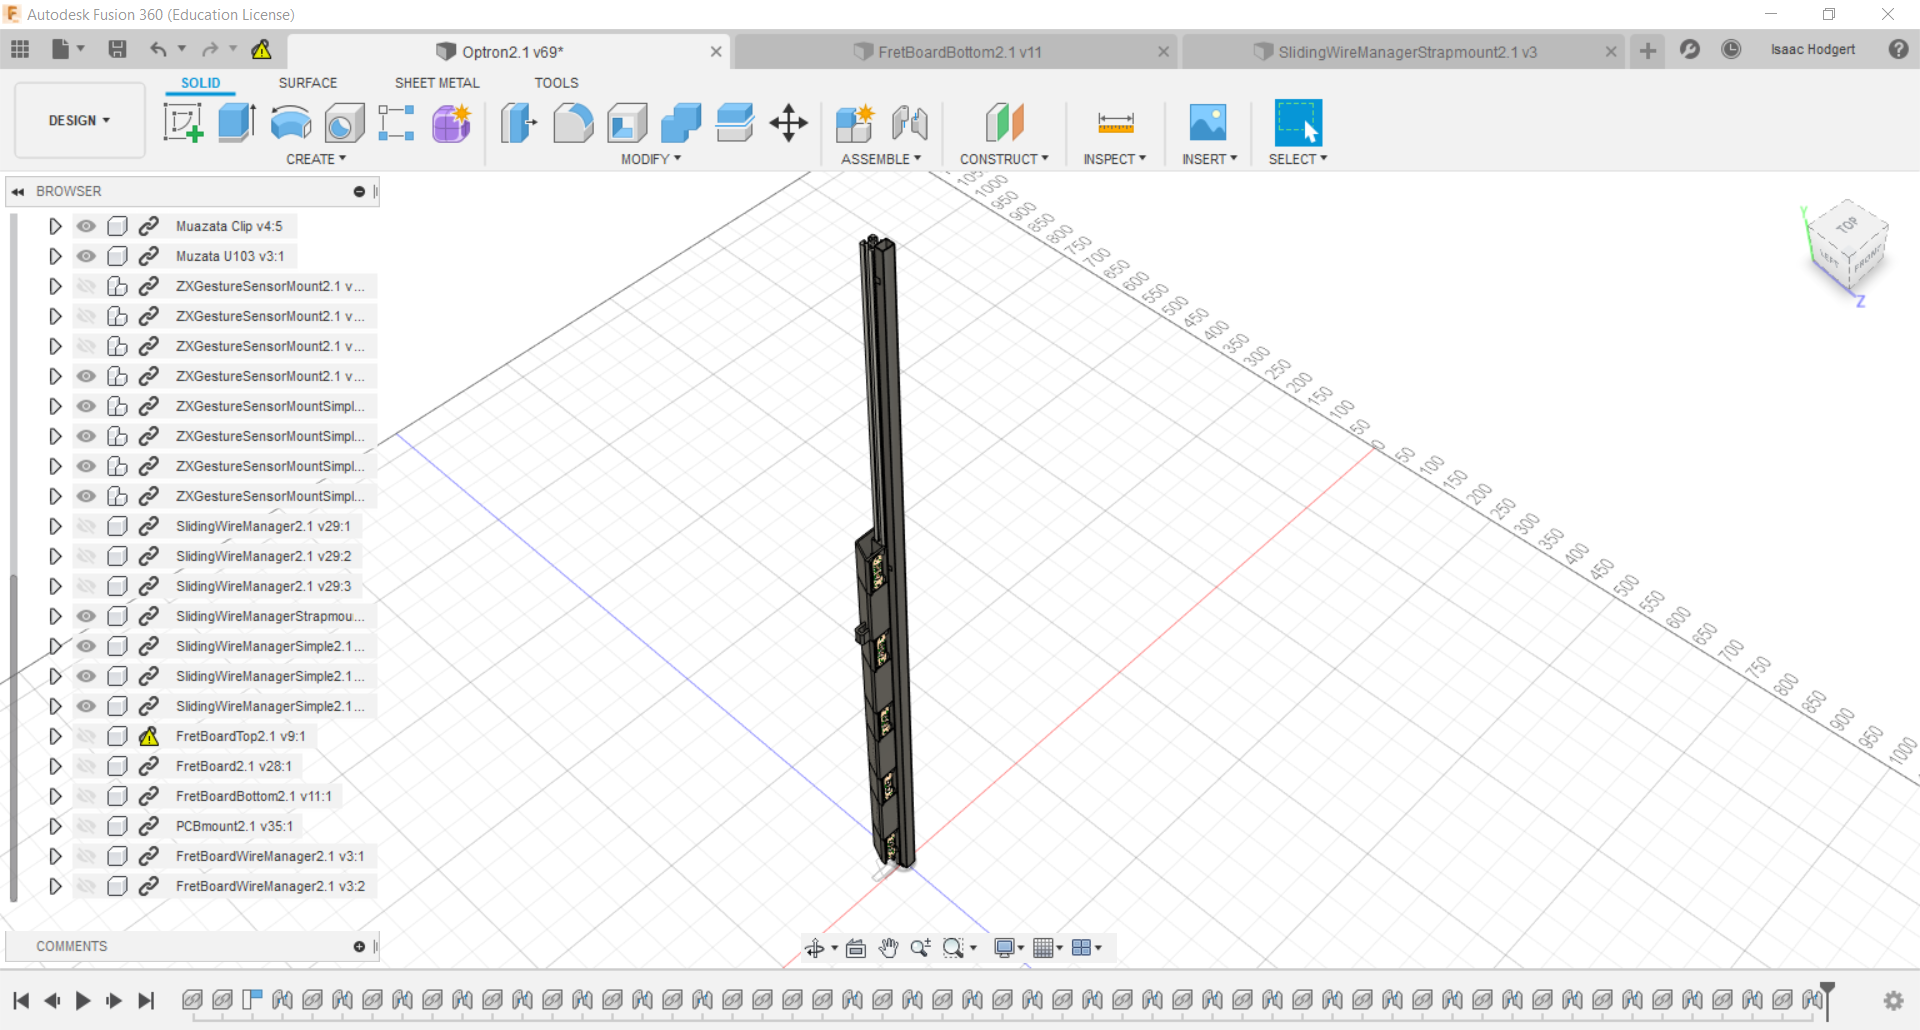 Autodesk Fusion 360 (Education License)
Optron2.1 v69*
FretBoardBottom2.1 v11
SlidingWireManagerStrapmount2.1 v3
Isaac Hodgert
SOLID
SURFACE
SHEET METAL
TOOLS
DESIGN
CREATE
MODIFY
ASSEMBLE
CONSTRUCT
INSPECT
INSERT
SELECT
BROWSER
Muazata Clip v4:5
Muzata U103 v3:1
ZXGestureSensorMount2.1 v...
ZXGestureSensorMount2.1 v...
ZXGestureSensorMount2.1 v...
ZXGestureSensorMount2.1 v...
ZXGestureSensorMountSimpl...
ZXGestureSensorMountSimpl...
ZXGestureSensorMountSimpl...
ZXGestureSensorMountSimpl...
SlidingWireManager2.1 v29:1
SlidingWireManager2.1 v29:2
SlidingWireManager2.1 v29:3
SlidingWireManagerStrapmou...
SlidingWireManagerSimple2.1...
SlidingWireManagerSimple2.1...
SlidingWireManagerSimple2.1...
FretBoardTop2.1 v9:1
FretBoard2.1 v28:1
FretBoardBottom2.1 v11:1
PCBmount2.1 v35:1
FretBoardWireManager2.1 v3:1
FretBoardWireManager2.1 v3:2
COMMENTS
1000
950
900
850
800
750
700
650
600
550
500
450
400
350
300
250
200
150
100
50
0
50
100
150
200
250
300
350
400
450
500
550
600
650
700
750
800
850
900
950
1000
TOP
LEFT
FRONT
Y
Z